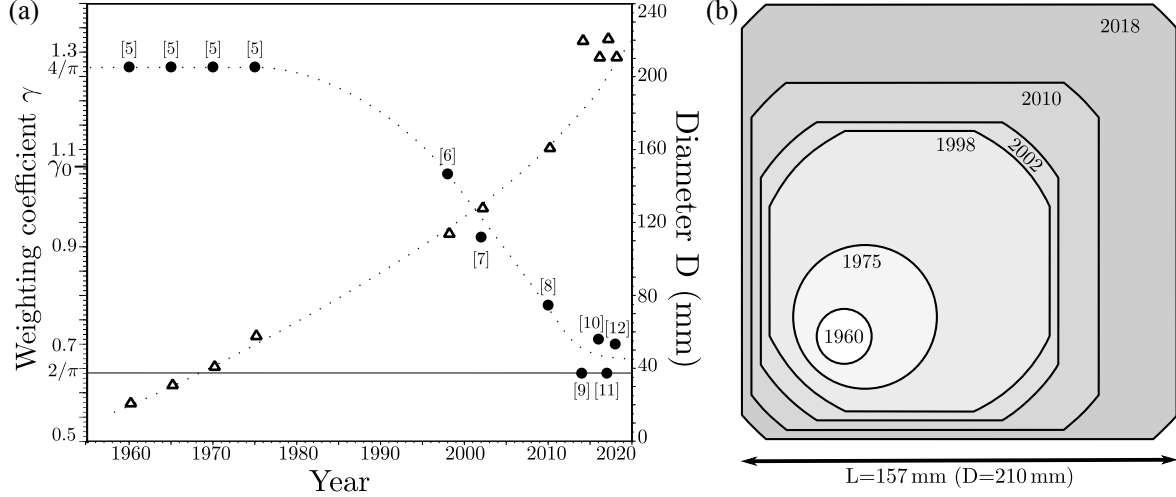 (a)
Weighting coefficient γ
1.3
4/π
1.1
γ0
0.9
0.7
2/π
0.5
[5] [5] [5] [5]
[6]
[7]
[8]
[10] [12]
[9] [11]
240
200
160
120
80
40
0
Diameter D (mm)
1960 1970 1980 1990 2000 2010 2020
Year
(b)
2018
2010
2002
1998
1975
1960
L=157 mm (D=210 mm)